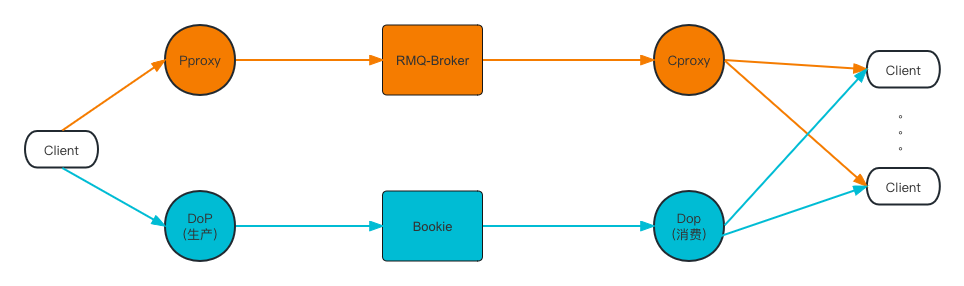 Pproxy
RMQ-Broker
Cproxy
Client
Client
Client
DoP
(生产)
Bookie
Dop
(消费)